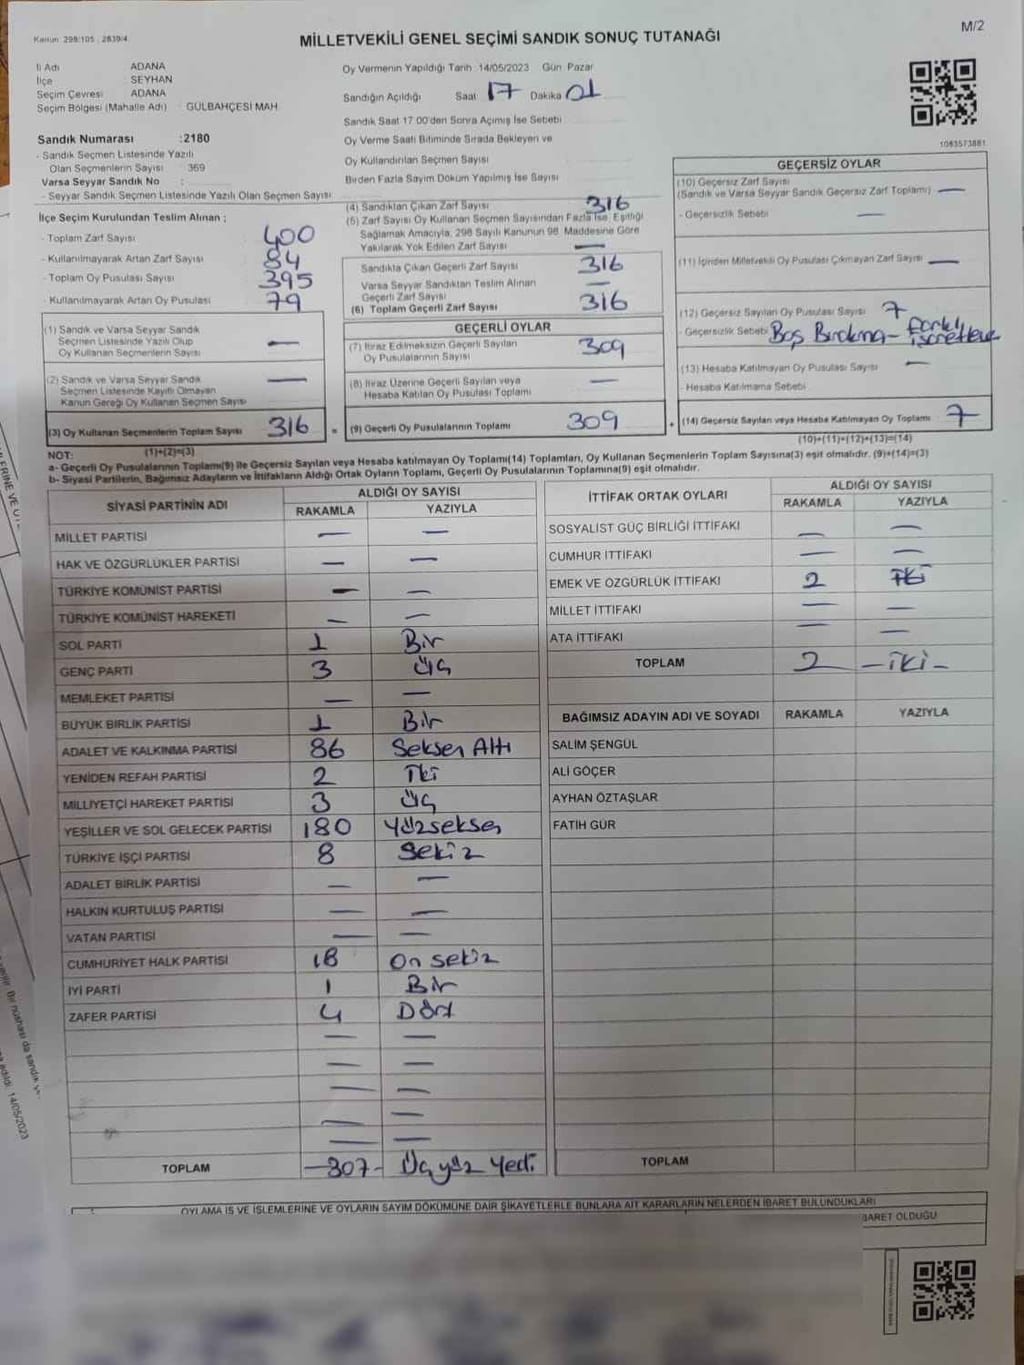 M/2
Kanun 298/105 , 2839/4
MİLLETVEKİLİ GENEL SEÇİMİ SANDIK SONUÇ TUTANAĞI
İl Adı ADANA
İlçe SEYHAN
Seçim Çevresi ADANA
Seçim Bölgesi (Mahalle Adı) GÜLBAHÇESİ MAH.
Oy Vermenin Yapıldığı Tarih 14/05/2023 Gün Pazar
Sandığın Açıldığı Saat 17 Dakika 01
Sandık Saat 17:00'den Sonra Açımış İse Sebebi
Oy Verme Saati Bitiminde Sırada Bekleyen ve
Oy Kullandırılan Seçmen Sayısı
Birden Fazla Sayım Döküm Yapılmış İse Sayısı
Sandık Numarası :2180
- Sandık Seçmen Listesinde Yazılı
Olan Seçmenlerin Sayısı 369
Varsa Seyyar Sandık No :
- Seyyar Sandık Seçmen Listesinde Yazılı Olan Seçmen Sayısı
İlçe Seçim Kurulundan Teslim Alınan ;
- Toplam Zarf Sayısı 400
- Kullanılmayarak Artan Zarf Sayısı 84
- Toplam Oy Pusulası Sayısı 395
- Kullanılmayarak Artan Oy Pusulası 79
(1) Sandık ve Varsa Seyyar Sandık
Seçmen Listesinde Yazılı Olup
Oy Kullanan Seçmenlerin Sayısı —
(2) Sandık ve Varsa Seyyar Sandık
Seçmen Listesinde Kayıtlı Olmayan
Kanun Gereği Oy Kullanan Seçmen Sayısı —
(3) Oy Kullanan Seçmenlerin Toplam Sayısı 316
(1)+(2)=(3)
(4) Sandıktan Çıkan Zarf Sayısı 316
(5) Zarf Sayısı Oy Kullanan Seçmen Sayısından Fazla İse, Eşitliği
Sağlamak Amacıyla, 298 Sayılı Kanunun 98. Maddesine Göre
Yakılarak Yok Edilen Zarf Sayısı —
Sandıkta Çıkan Geçerli Zarf Sayısı 316
Varsa Seyyar Sandıktan Teslim Alınan
Geçerli Zarf Sayısı —
(6) Toplam Geçerli Zarf Sayısı 316
GEÇERLİ OYLAR
(7) İtiraz Edilmeksizin Geçerli Sayılan
Oy Pusulalarının Sayısı 309
(8) İtiraz Üzerine Geçerli Sayılan veya
Hesaba Katılan Oy Pusulası Toplamı —
= (9) Geçerli Oy Pusulalarının Toplamı 309
1083573881
GEÇERSİZ OYLAR
(10) Geçersiz Zarf Sayısı
(Sandık ve Varsa Seyyar Sandık Geçersiz Zarf Toplamı) —
- Geçersizlik Sebebi —
(11) İçinden Milletvekili Oy Pusulası Çıkmayan Zarf Sayısı —
(12) Geçersiz Sayılan Oy Pusulası Sayısı 7
- Geçersizlik Sebebi Boş Bırakma -
(13) Hesaba Katılmayan Oy Pusulası Sayısı —
- Hesaba Katılmama Sebebi
+ (14) Geçersiz Sayılan veya Hesaba Katılmayan Oy Toplamı 7
(10)+(11)+(12)+(13)=(14)
NOT:
a- Geçerli Oy Pusulalarının Toplamı(9) ile Geçersiz Sayılan veya Hesaba katılmayan Oy Toplamı(14) Toplamları, Oy Kullanan Seçmenlerin Toplam Sayısına(3) eşit olmalıdır. (9)+(14)=(3)
b- Siyasi Partilerin, Bağımsız Adayların ve İttifakların Aldığı Ortak Oyların Toplamı, Geçerli Oy Pusulalarının Toplamına(9) eşit olmalıdır.
SİYASİ PARTİNİN ADI ALDIĞI OY SAYISI
RAKAMLA YAZIYLA
MİLLET PARTİSİ — —
HAK VE ÖZGÜRLÜKLER PARTİSİ — —
TÜRKİYE KOMÜNİST PARTİSİ — —
TÜRKİYE KOMÜNİST HAREKETİ — —
SOL PARTİ 1 Bir
GENÇ PARTİ 3 Üç
MEMLEKET PARTİSİ — —
BÜYÜK BİRLİK PARTİSİ 1 Bir
ADALET VE KALKINMA PARTİSİ 86 Seksen Altı
YENİDEN REFAH PARTİSİ 2 İki
MİLLİYETÇİ HAREKET PARTİSİ 3 Üç
YEŞİLLER VE SOL GELECEK PARTİSİ 180 Yüzseksen
TÜRKİYE İŞÇİ PARTİSİ 8 Sekiz
ADALET BİRLİK PARTİSİ — —
HALKIN KURTULUŞ PARTİSİ — —
VATAN PARTİSİ — —
CUMHURİYET HALK PARTİSİ 18 On sekiz
İYİ PARTİ 1 Bir
ZAFER PARTİSİ 4 Dört
— —
— —
— —
— —
— —
TOPLAM —307— Üçyüz Yedi
İTTİFAK ORTAK OYLARI ALDIĞI OY SAYISI
RAKAMLA YAZIYLA
SOSYALİST GÜÇ BİRLİĞİ İTTİFAKI — —
CUMHUR İTTİFAKI — —
EMEK VE ÖZGÜRLÜK İTTİFAKI 2 İki
MİLLET İTTİFAKI — —
ATA İTTİFAKI — —
TOPLAM 2 —İki—
BAĞIMSIZ ADAYIN ADI VE SOYADI RAKAMLA YAZIYLA
SALİM ŞENGÜL
ALİ GÖÇER
AYHAN ÖZTAŞLAR
FATİH GÜR
TOPLAM
OYLAMA İŞ VE İŞLEMLERİNE VE OYLARIN SAYIM DÖKÜMÜNE DAİR ŞİKAYETLERLE BUNLARA AİT KARARLARIN NELERDEN İBARET BULUNDUKLARI
BARET OLDUĞU
LERİNE VE OY
Bir nüshası da sandık
edildi. 14/05/2023